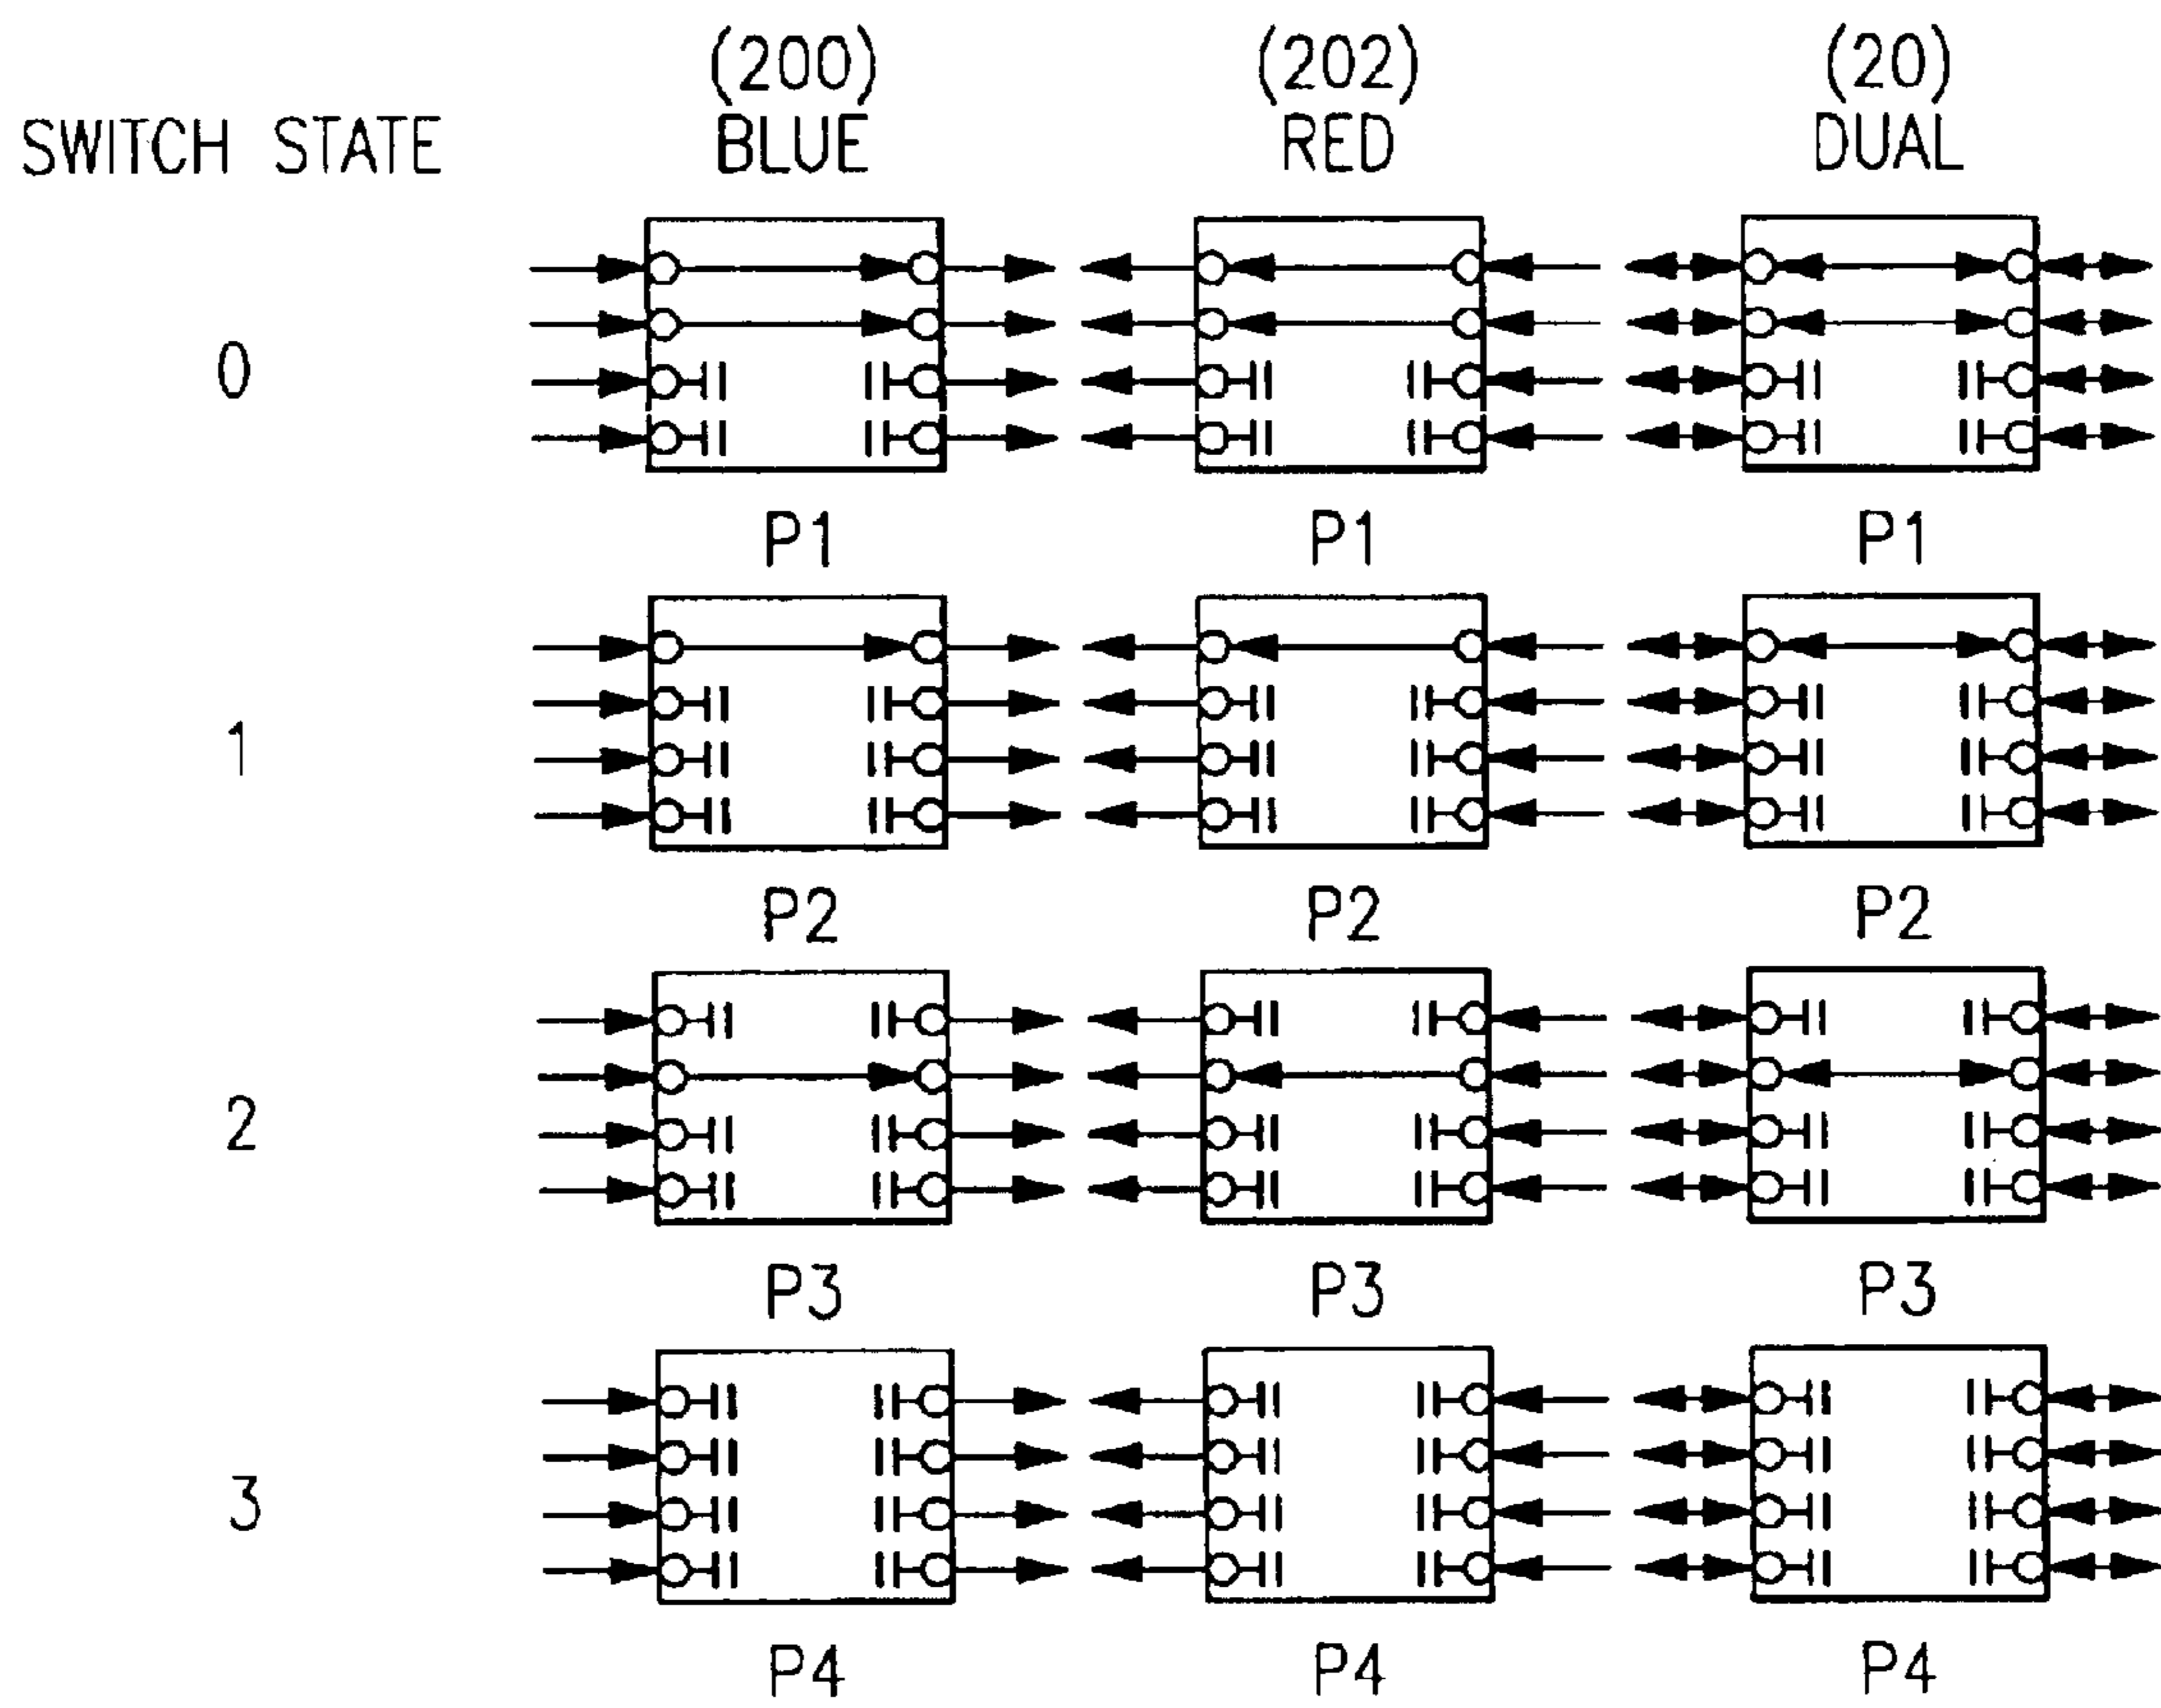 (200) (202) (20)
SWITCH STATE BLUE RED DUAL
0
P1 P1 P1
1
P2 P2 P2
2
P3 P3 P3
3
P4 P4 P4